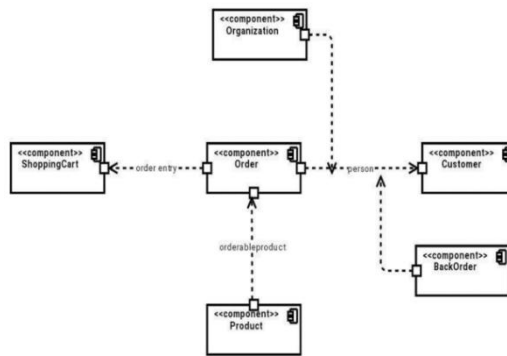 <<component>>
Organization
<<component>>
ShoppingCart
order entry
<<component>>
Order
person
<<component>>
Customer
orderableproduct
<<component>>
BackOrder
<<component>>
Product